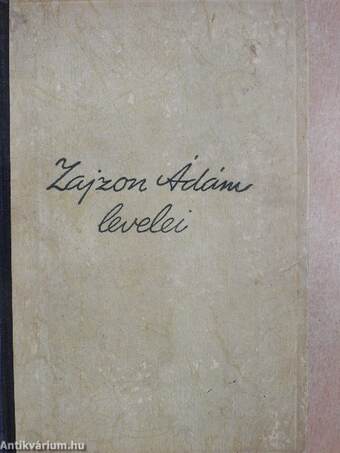 Zajzon Ádám
levelei
Antikvárium.hu